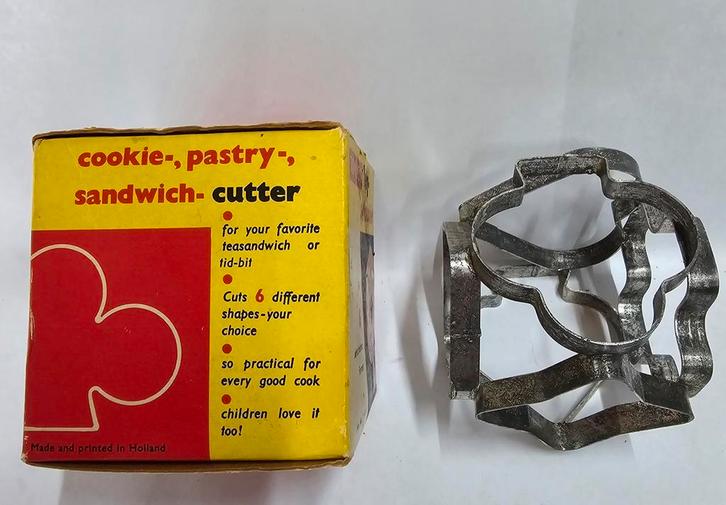 cookie-, pastry-,
sandwich- cutter
for your favorite
teasandwich or
tid-bit
Cuts 6 different
shapes-your
choice
so practical for
every good cook
children love it
too!
Made and printed in Holland